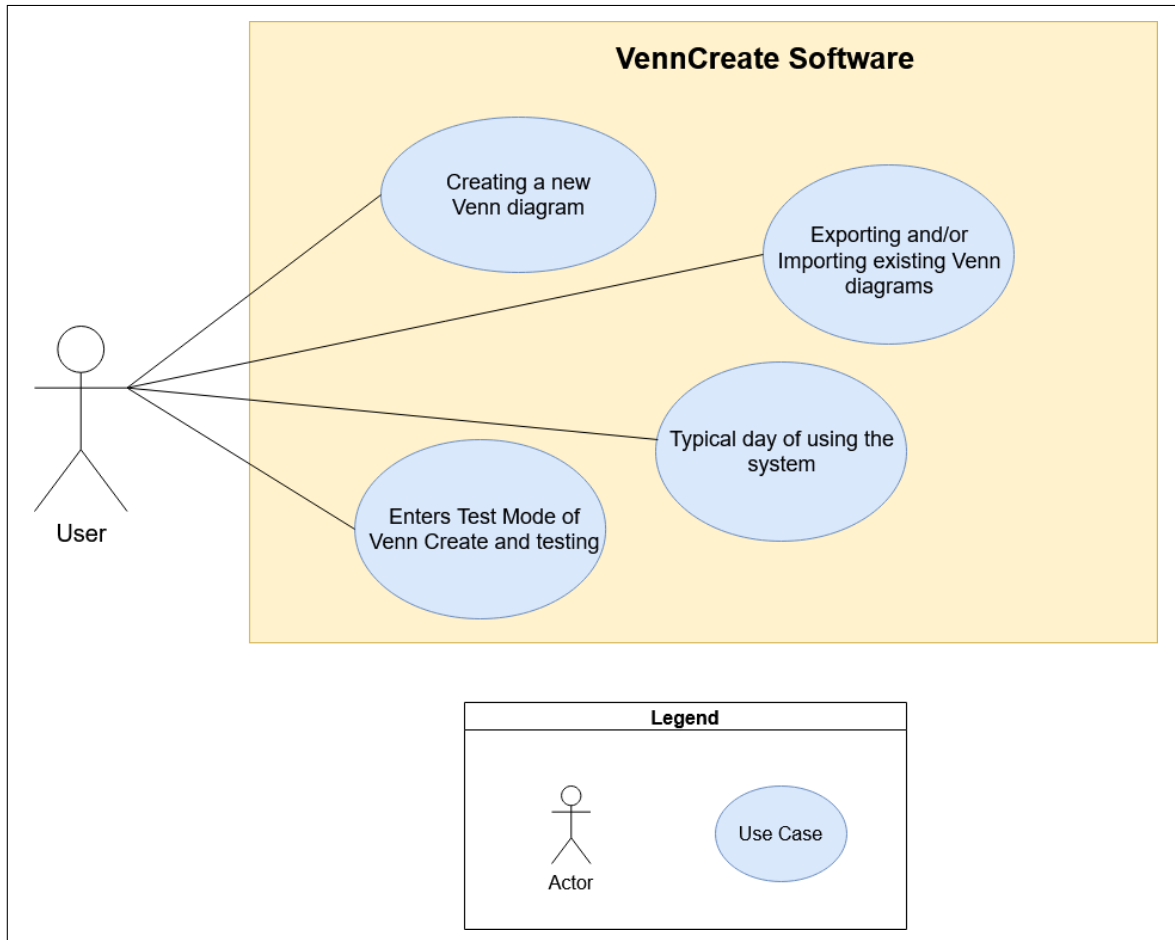 VennCreate Software
Creating a new
Venn diagram
Exporting and/or
Importing existing Venn
diagrams
Typical day of using the
system
Enters Test Mode of
Venn Create and testing
User
Legend
Actor
Use Case